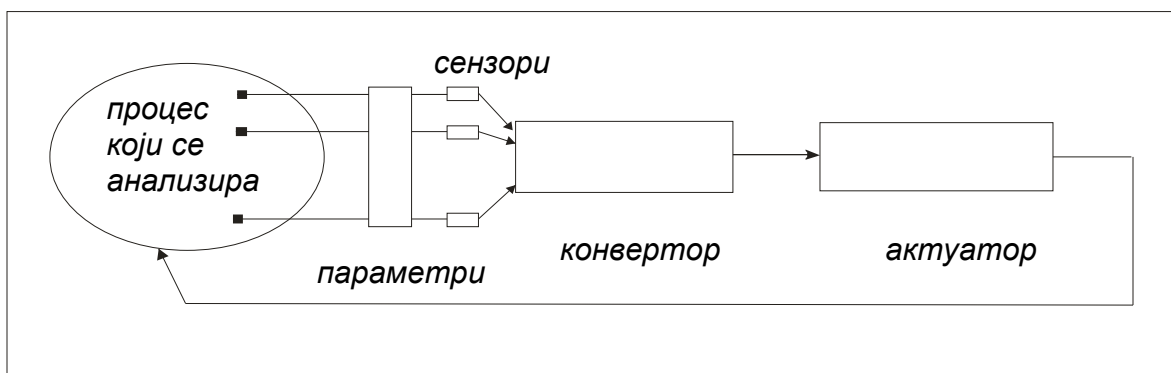 сензори
процес
који се
анализира
параметри
конвертор
актуатор